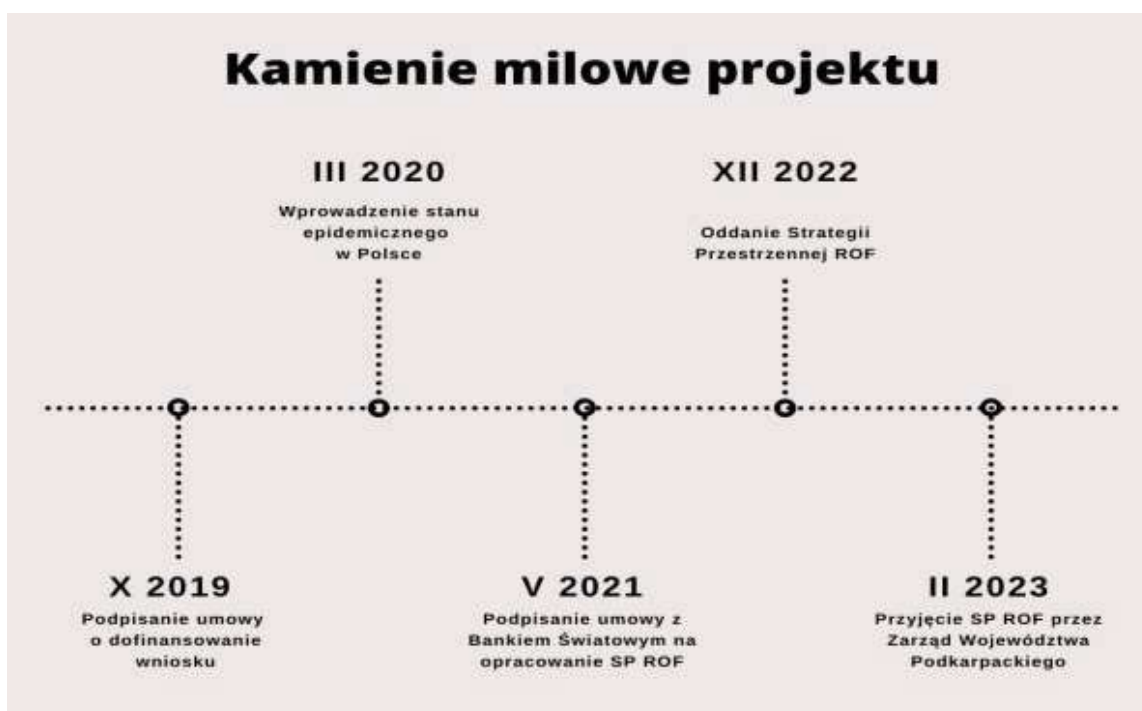 Kamienie milowe projektu
III 2020
Wprowadzenie stanu
epidemicznego
w Polsce
XII 2022
Oddanie Strategii
Przestrzennej ROF
X 2019
Podpisanie umowy
o dofinansowanie
wniosku
V 2021
Podpisanie umowy z
Bankiem Światowym na
opracowanie SP ROF
II 2023
Przyjęcie SP ROF przez
Zarząd Województwa
Podkarpackiego